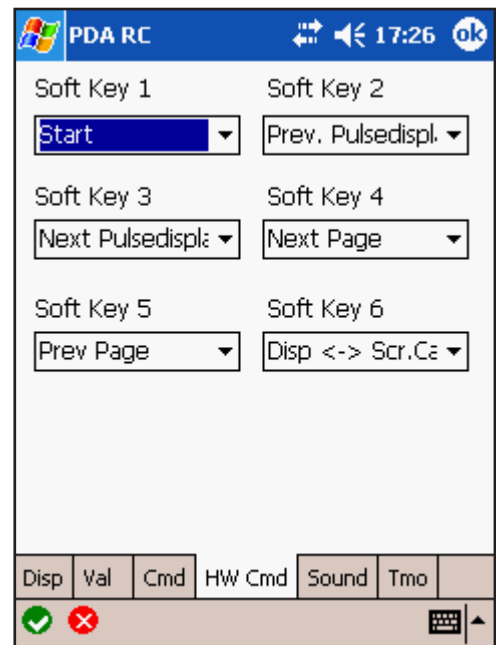 PDA RC 17:26 ok
Soft Key 1 Soft Key 2
Start Prev. Pulsedispl
Soft Key 3 Soft Key 4
Next Pulsedispla Next Page
Soft Key 5 Soft Key 6
Prev Page Disp <-> Scr.Ca
Disp Val Cmd HW Cmd Sound Tmo